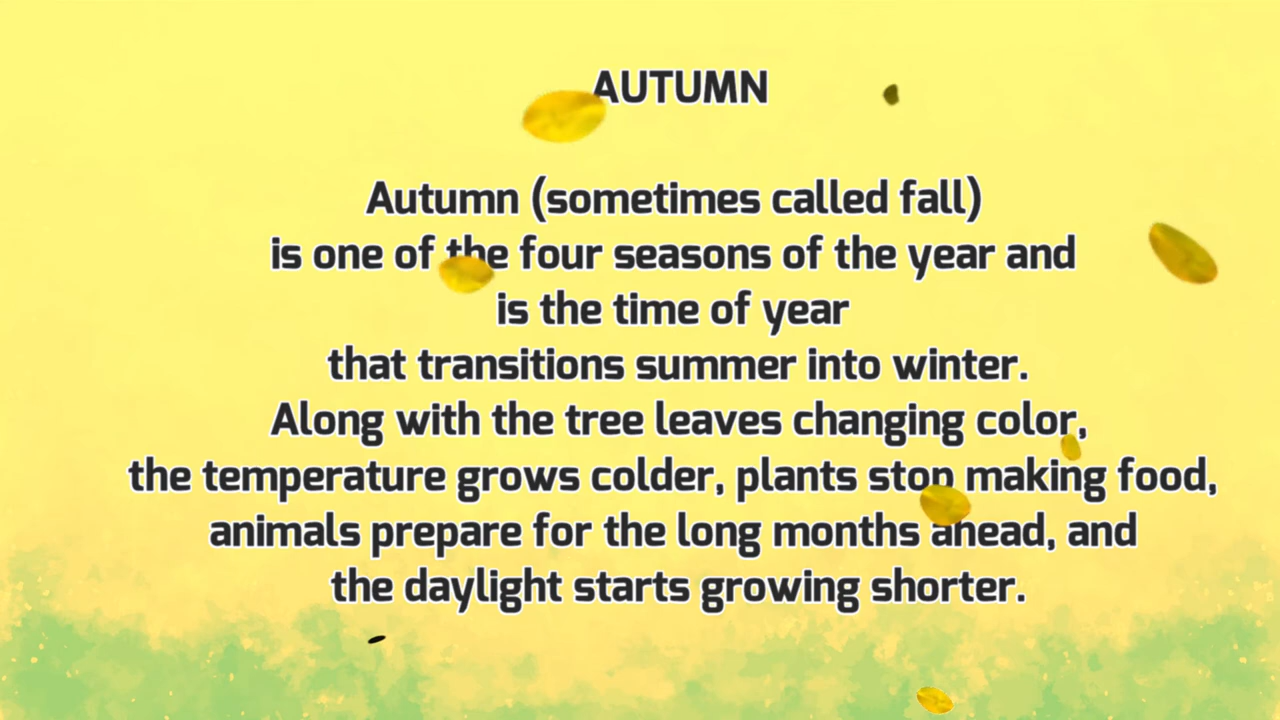 AUTUMN
Autumn (sometimes called fall)
is one of the four seasons of the year and
is the time of year
that transitions summer into winter.
Along with the tree leaves changing color,
the temperature grows colder, plants stop making food,
animals prepare for the long months ahead, and
the daylight starts growing shorter.